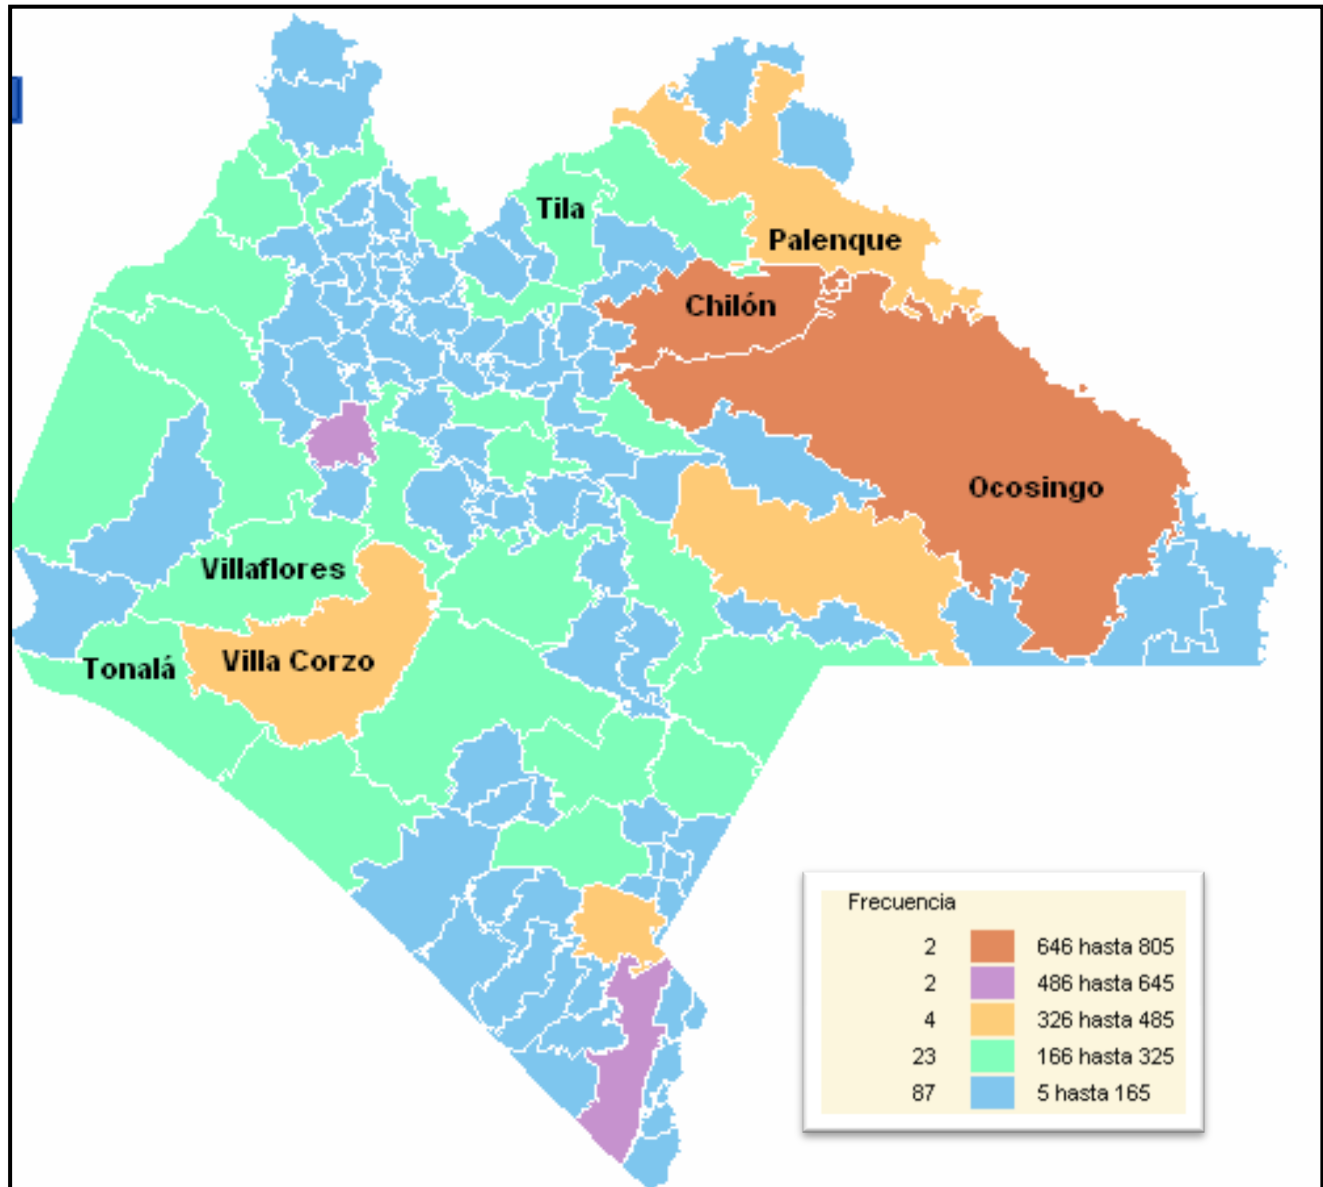 Tila
Palenque
Chilón
Ocosingo
Villaflores
Villa Corzo
Tonalá
Frecuencia
2 646 hasta 805
2 486 hasta 645
4 326 hasta 485
23 166 hasta 325
87 5 hasta 165